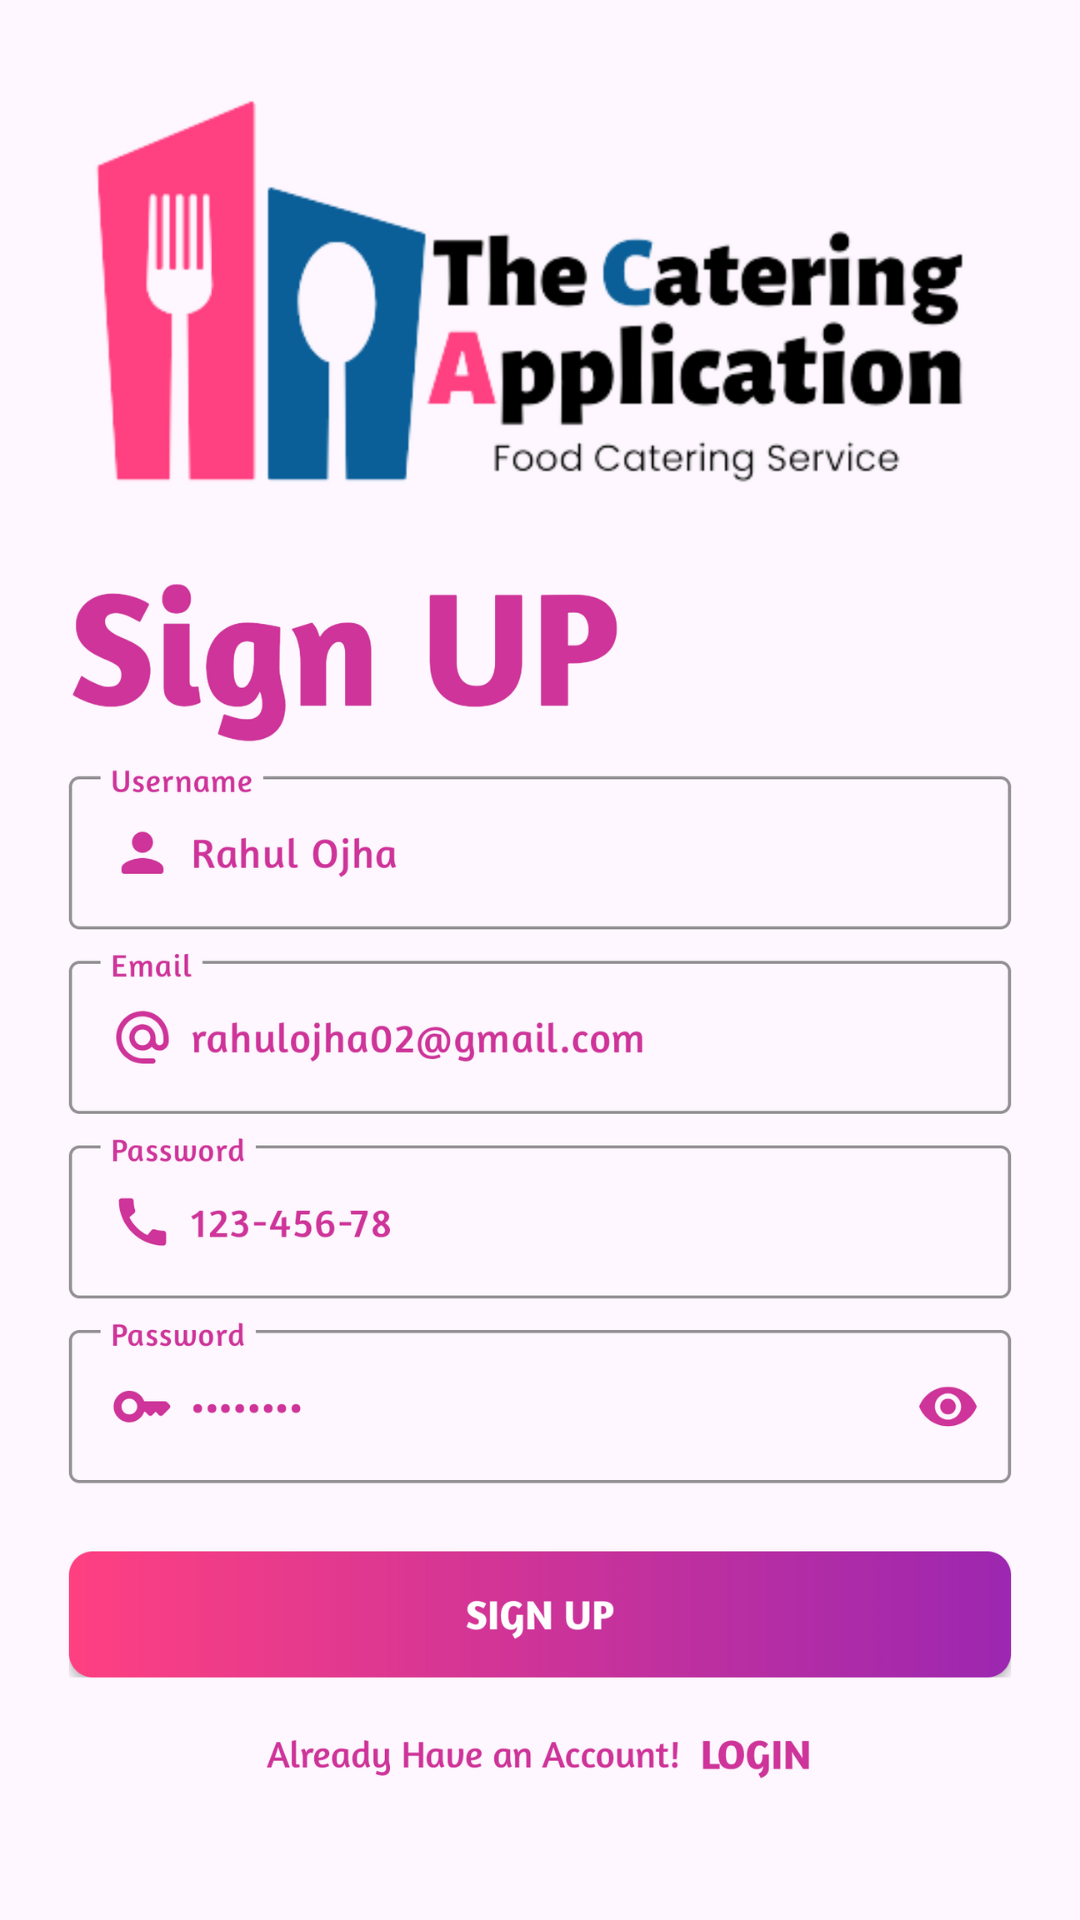 The Catering
Application
Food Catering Service
Sign UP
Username
Rahul Ojha
Email
rahulojha02@gmail.com
Password
123-456-78
Password
••••••••
SIGN UP
Already Have an Account! LOGIN